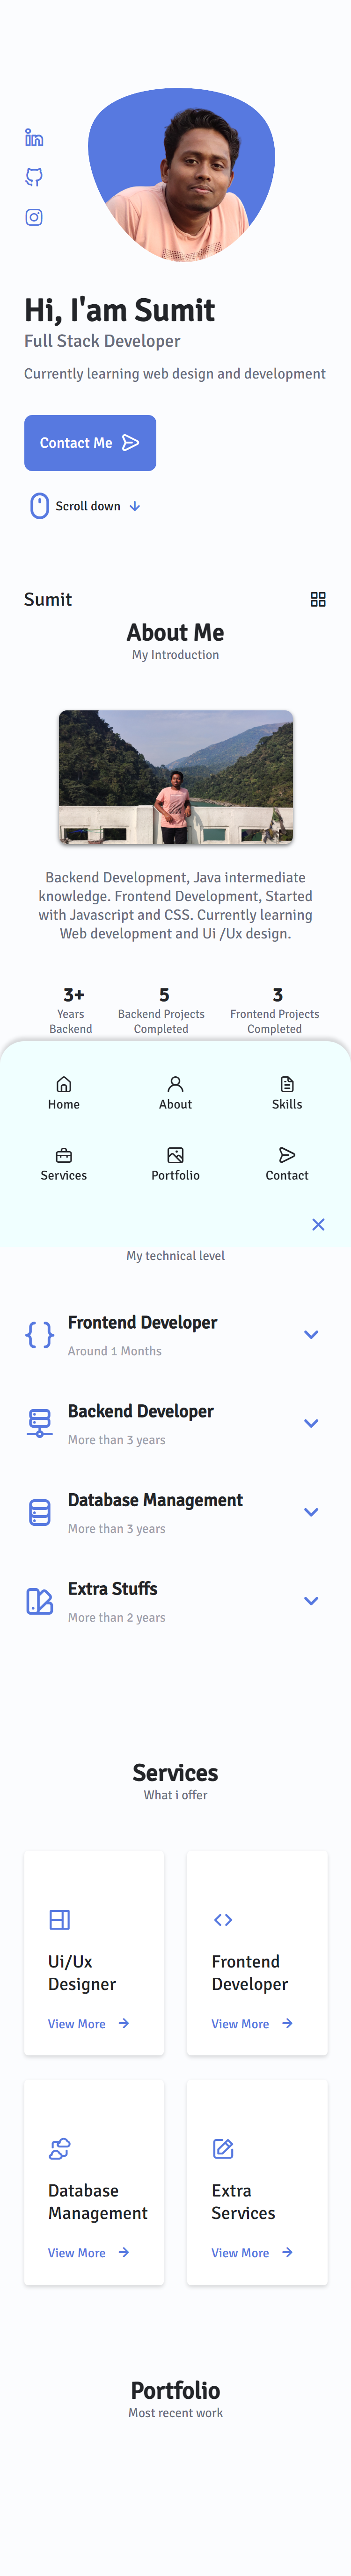 Hi, I'am Sumit
Full Stack Developer
Currently learning web design and development
Contact Me
Scroll down
Sumit
About Me
My Introduction
Backend Development, Java intermediate
knowledge. Frontend Development, Started
with Javascript and CSS. Currently learning
Web development and Ui /Ux design.
3+ 5 3
Years Backend Projects Frontend Projects
Backend Completed Completed
Home About Skills
Services Portfolio Contact
My technical level
Frontend Developer
Around 1 Months
Backend Developer
More than 3 years
Database Management
More than 3 years
Extra Stuffs
More than 2 years
Services
What i offer
Ui/Ux
Designer
View More
Frontend
Developer
View More
Database
Management
View More
Extra
Services
View More
Portfolio
Most recent work